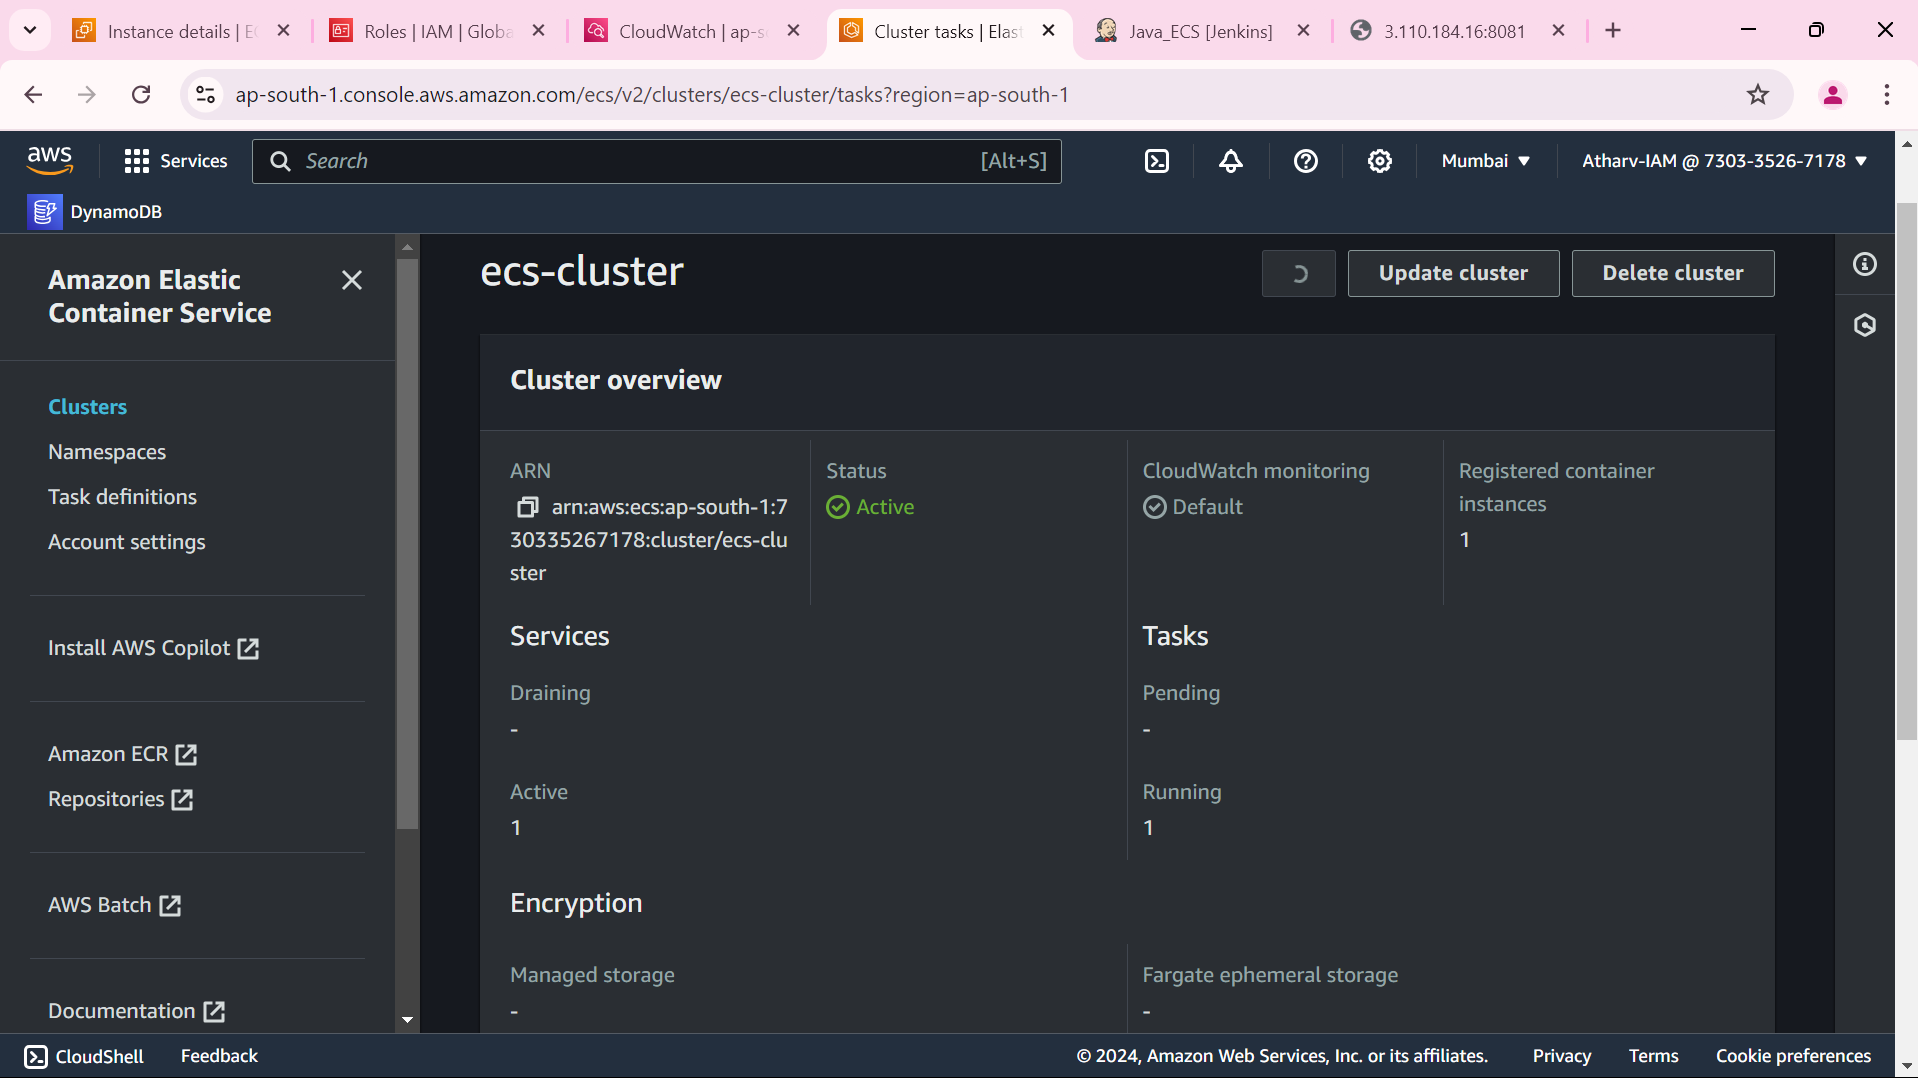 Instance details | EC
Roles | IAM | Globa
CloudWatch | ap-s
Cluster tasks | Elast
Java_ECS [Jenkins]
3.110.184.16:8081
ap-south-1.console.aws.amazon.com/ecs/v2/clusters/ecs-cluster/tasks?region=ap-south-1
aws
Services
Search
[Alt+S]
Mumbai
Atharv-IAM @ 7303-3526-7178
DynamoDB
Amazon Elastic
Container Service
Clusters
Namespaces
Task definitions
Account settings
Install AWS Copilot
Amazon ECR
Repositories
AWS Batch
Documentation
ecs-cluster
Update cluster
Delete cluster
Cluster overview
ARN
arn:aws:ecs:ap-south-1:7
30335267178:cluster/ecs-clu
ster
Status
Active
CloudWatch monitoring
Default
Registered container
instances
1
Services
Draining
-
Active
1
Tasks
Pending
-
Running
1
Encryption
Managed storage
-
Fargate ephemeral storage
-
CloudShell
Feedback
© 2024, Amazon Web Services, Inc. or its affiliates.
Privacy
Terms
Cookie preferences